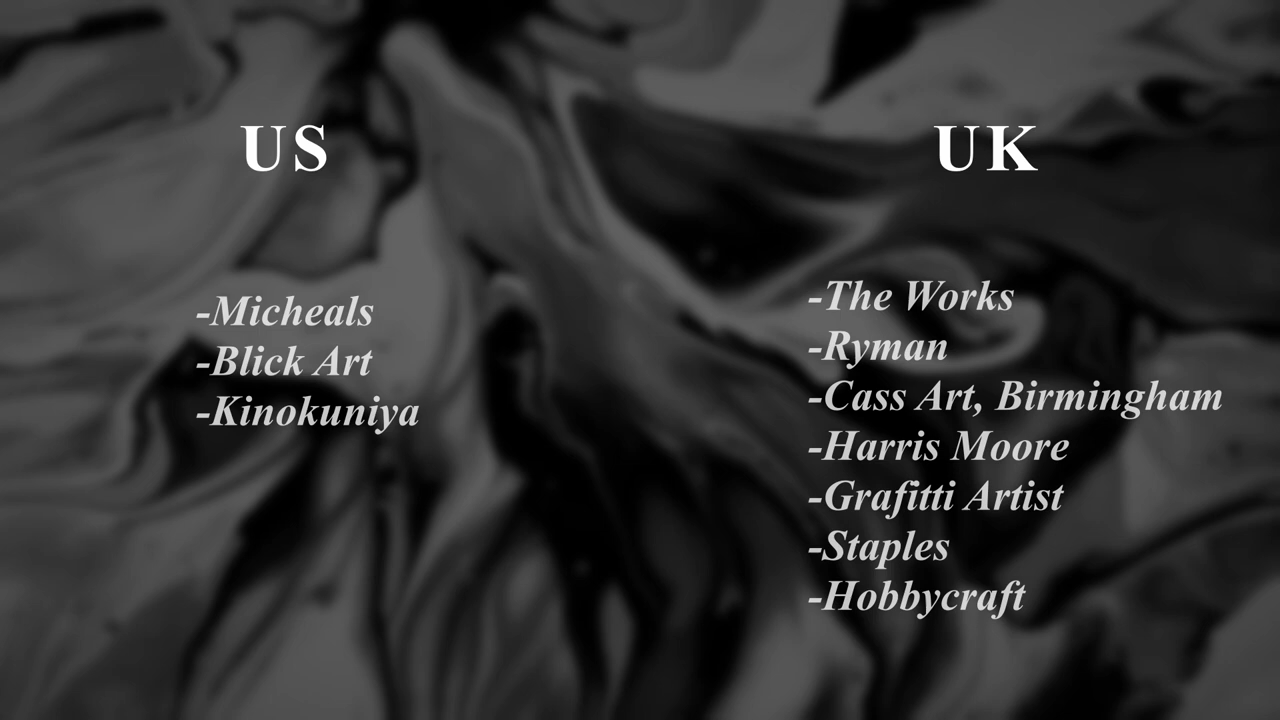 US
-Micheals
-Blick Art
-Kinokuniya
UK
-The Works
-Ryman
-Cass Art, Birmingham
-Harris Moore
-Grafitti Artist
-Staples
-Hobbycraft